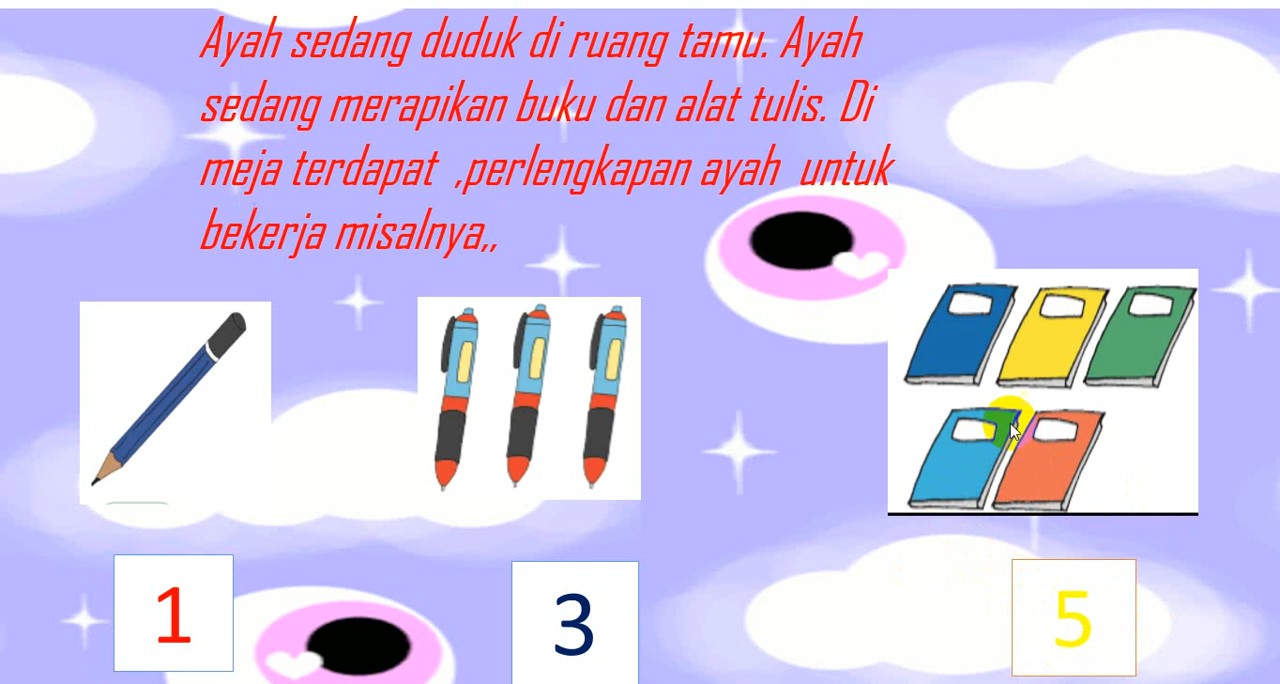 Ayah sedang duduk di ruang tamu. Ayah
sedang merapikan buku dan alat tulis. Di
meja terdapat ,perlengkapan ayah untuk
bekerja misalnya,,
1
3
5